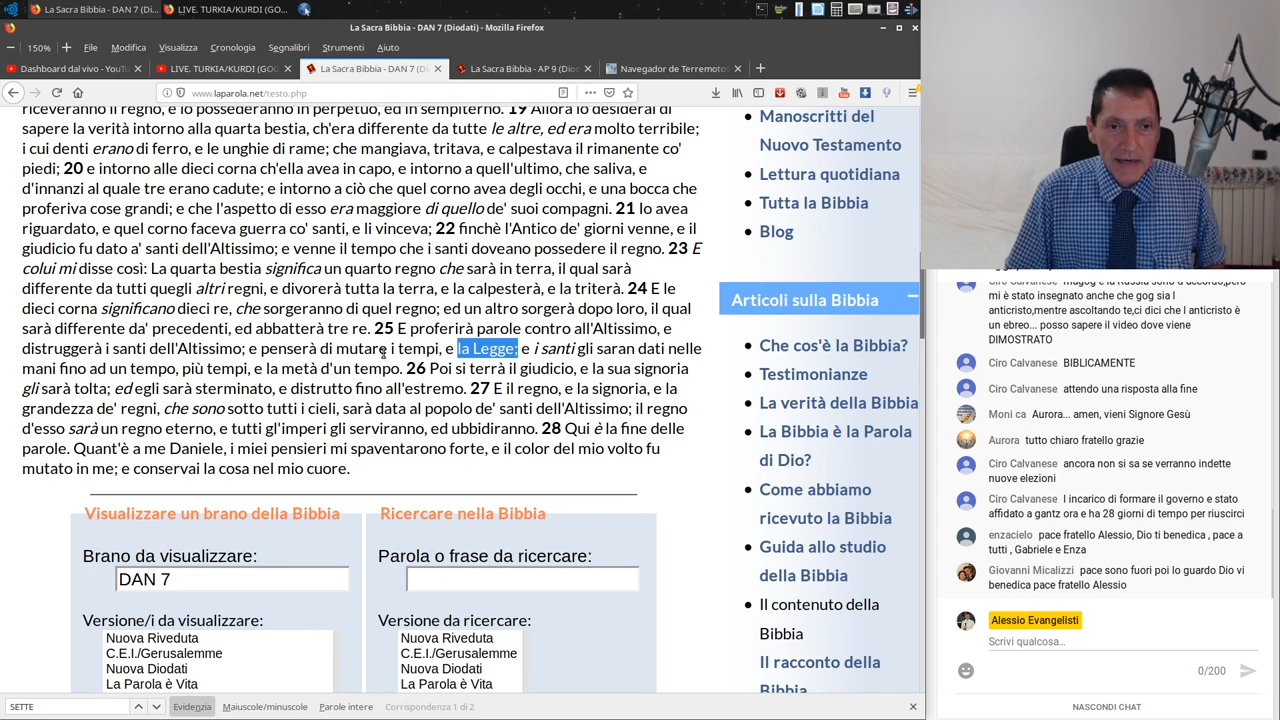 La Sacra Bibbia - DAN 7 (Di...
LIVE. TURKIA/KURDI (GO...
La Sacra Bibbia - DAN 7 (Diodati) - Mozilla Firefox
150%
File Modifica Visualizza Cronologia Segnalibri Strumenti Aiuto
Dashboard dal vivo - YouTu
LIVE. TURKIA/KURDI (GOG
La Sacra Bibbia - DAN 7 (Di
La Sacra Bibbia - AP 9 (Diod
Navegador de Terremotos
www.laparola.net/testo.php
riceveranno il regno, e lo possederanno in perpetuo, ed in sempiterno. 19 Allora io desiderai di
sapere la verità intorno alla quarta bestia, ch'era differente da tutte le altre, ed era molto terribile;
i cui denti erano di ferro, e le unghie di rame; che mangiava, tritava, e calpestava il rimanente co'
piedi; 20 e intorno alle dieci corna ch'ella avea in capo, e intorno a quell'ultimo, che saliva, e
d'innanzi al quale tre erano cadute; e intorno a ciò che quel corno avea degli occhi, e una bocca che
proferiva cose grandi; e che l'aspetto di esso era maggiore di quello de' suoi compagni. 21 Io avea
riguardato, e quel corno faceva guerra co' santi, e li vinceva; 22 finchè l'Antico de' giorni venne, e il
giudicio fu dato a' santi dell'Altissimo; e venne il tempo che i santi doveano possedere il regno. 23 E
colui mi disse così: La quarta bestia significa un quarto regno che sarà in terra, il qual sarà
differente da tutti quegli altri regni, e divorerà tutta la terra, e la calpesterà, e la triterà. 24 E le
dieci corna significano dieci re, che sorgeranno di quel regno; ed un altro sorgerà dopo loro, il qual
sarà differente da' precedenti, ed abbatterà tre re. 25 E proferirà parole contro all'Altissimo, e
distruggerà i santi dell'Altissimo; e penserà di mutare i tempi, e la Legge; e i santi gli saran dati nelle
mani fino ad un tempo, più tempi, e la metà d'un tempo. 26 Poi si terrà il giudicio, e la sua signoria
gli sarà tolta; ed egli sarà sterminato, e distrutto fino all'estremo. 27 E il regno, e la signoria, e la
grandezza de' regni, che sono sotto tutti i cieli, sarà data al popolo de' santi dell'Altissimo; il regno
d'esso sarà un regno eterno, e tutti gl'imperi gli serviranno, ed ubbidiranno. 28 Qui è la fine delle
parole. Quant'è a me Daniele, i miei pensieri mi spaventarono forte, e il color del mio volto fu
mutato in me; e conservai la cosa nel mio cuore.
Visualizzare un brano della Bibbia
Brano da visualizzare:
DAN 7
Versione/i da visualizzare:
Nuova Riveduta
C.E.I./Gerusalemme
Nuova Diodati
La Parola è Vita
Ricercare nella Bibbia
Parola o frase da ricercare:
Versione da ricercare:
Nuova Riveduta
C.E.I./Gerusalemme
Nuova Diodati
La Parola è Vita
Manoscritti del
Nuovo Testamento
Lettura quotidiana
Tutta la Bibbia
Blog
Articoli sulla Bibbia
Che cos'è la Bibbia?
Testimonianze
La verità della Bibbia
La Bibbia è la Parola
di Dio?
Come abbiamo
ricevuto la Bibbia
Guida allo studio
della Bibbia
Il contenuto della
Bibbia
Il racconto della
Bibbia
SETTE
Evidenzia
Maiuscole/minuscole
Parole intere
Corrispondenza 1 di 2
Ciro Calvanese magog e la Russia sono d'accordo,pero
mi è stato insegnato anche che gog sia l
anticristo,mentre ascoltando te,ci dici che l anticristo è
un ebreo... posso sapere il video dove viene
DIMOSTRATO
Ciro Calvanese BIBLICAMENTE
Ciro Calvanese attendo una risposta alla fine
Moni ca Aurora... amen, vieni Signore Gesù
Aurora tutto chiaro fratello grazie
Ciro Calvanese ancora non si sa se verranno indette
nuove elezioni
Ciro Calvanese l incarico di formare il governo e stato
affidato a gantz ora e ha 28 giorni di tempo per riuscirci
enzacielo pace fratello Alessio, Dio ti benedica , pace a
tutti , Gabriele e Enza
Giovanni Micalizzi pace sono fuori poi lo guardo Dio vi
benedica pace fratello Alessio
Alessio Evangelisti
Scrivi qualcosa...
0/200
NASCONDI CHAT